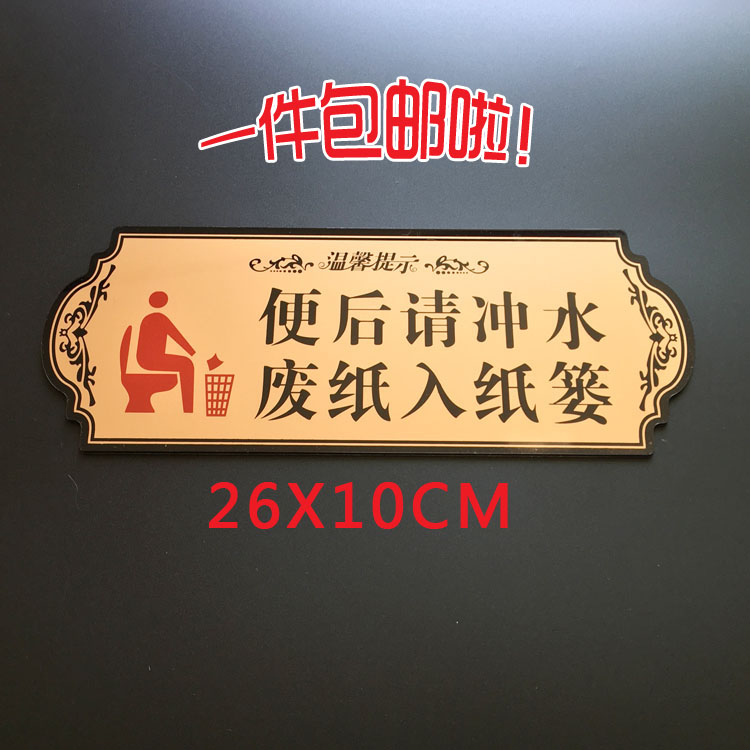 一件包邮啦!
温馨提示
便后请冲水
废纸入纸篓
26X10CM